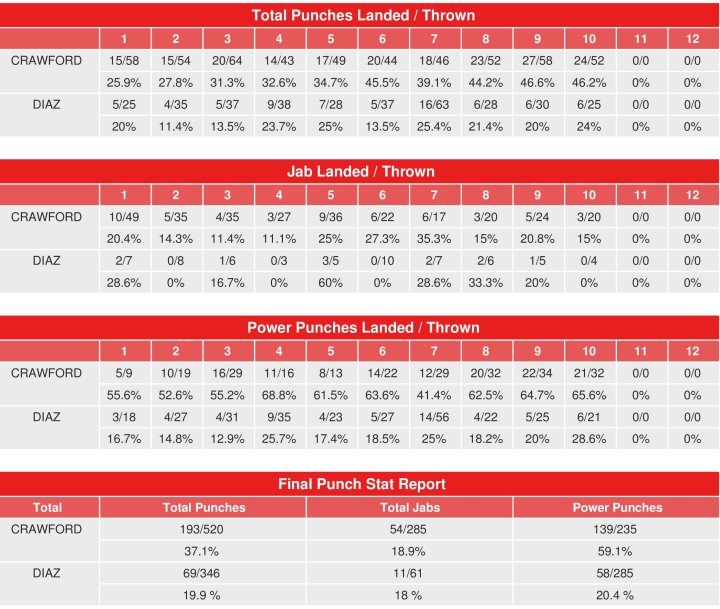 Total Punches Landed / Thrown
1 2 3 4 5 6 7 8 9 10 11 12
CRAWFORD 15/58 15/54 20/64 14/43 17/49 20/44 18/46 23/52 27/58 24/52 0/0 0/0
25.9% 27.8% 31.3% 32.6% 34.7% 45.5% 39.1% 44.2% 46.6% 46.2% 0% 0%
DIAZ 5/25 4/35 5/37 9/38 7/28 5/37 16/63 6/28 6/30 6/25 0/0 0/0
20% 11.4% 13.5% 23.7% 25% 13.5% 25.4% 21.4% 20% 24% 0% 0%
Jab Landed / Thrown
1 2 3 4 5 6 7 8 9 10 11 12
CRAWFORD 10/49 5/35 4/35 3/27 9/36 6/22 6/17 3/20 5/24 3/20 0/0 0/0
20.4% 14.3% 11.4% 11.1% 25% 27.3% 35.3% 15% 20.8% 15% 0% 0%
DIAZ 2/7 0/8 1/6 0/3 3/5 0/10 2/7 2/6 1/5 0/4 0/0 0/0
28.6% 0% 16.7% 0% 60% 0% 28.6% 33.3% 20% 0% 0% 0%
Power Punches Landed / Thrown
1 2 3 4 5 6 7 8 9 10 11 12
CRAWFORD 5/9 10/19 16/29 11/16 8/13 14/22 12/29 20/32 22/34 21/32 0/0 0/0
55.6% 52.6% 55.2% 68.8% 61.5% 63.6% 41.4% 62.5% 64.7% 65.6% 0% 0%
DIAZ 3/18 4/27 4/31 9/35 4/23 5/27 14/56 4/22 5/25 6/21 0/0 0/0
16.7% 14.8% 12.9% 25.7% 17.4% 18.5% 25% 18.2% 20% 28.6% 0% 0%
Final Punch Stat Report
Total Total Punches Total Jabs Power Punches
CRAWFORD 193/520 54/285 139/235
37.1 % 18.9% 59.1%
DIAZ 69/346 11/61 58/285
19.9 % 18 % 20.4 %